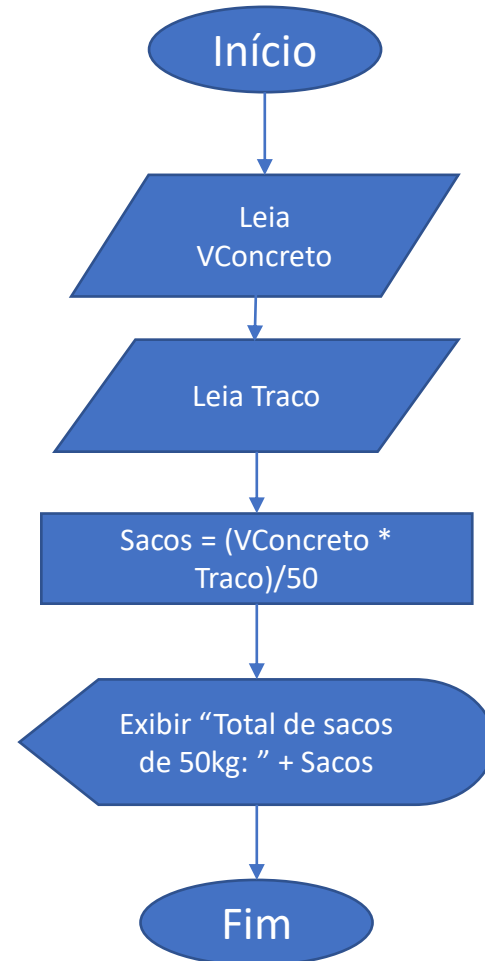 Início
Leia
VConcreto
Leia Traco
Sacos = (VConcreto *
Traco)/50
Exibir “Total de sacos
de 50kg: ” + Sacos
Fim